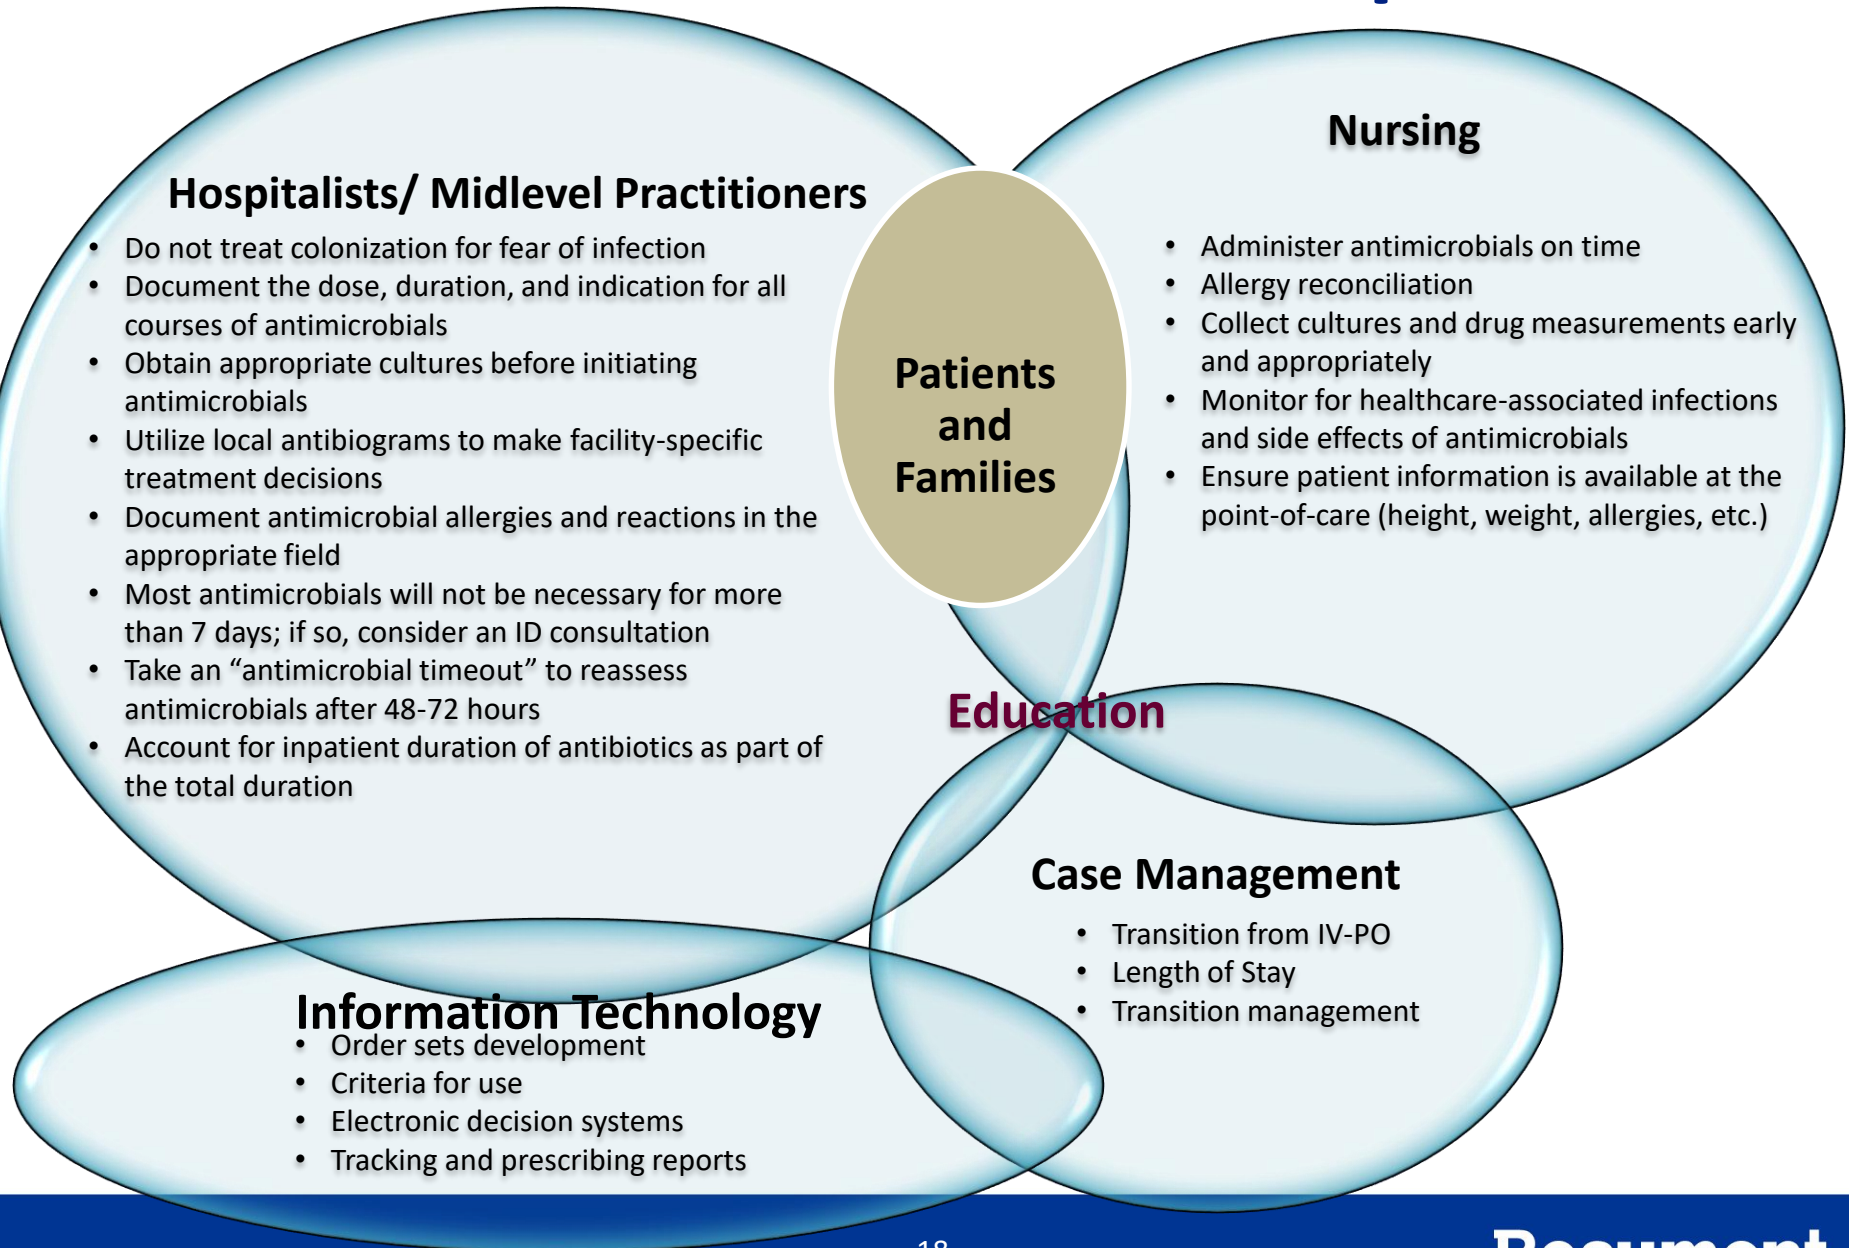 Hospitalists/ Midlevel Practitioners
• Do not treat colonization for fear of infection
• Document the dose, duration, and indication for all
courses of antimicrobials
• Obtain appropriate cultures before initiating
antimicrobials
• Utilize local antibiograms to make facility-specific
treatment decisions
• Document antimicrobial allergies and reactions in the
appropriate field
• Most antimicrobials will not be necessary for more
than 7 days; if so, consider an ID consultation
• Take an “antimicrobial timeout” to reassess
antimicrobials after 48-72 hours
• Account for inpatient duration of antibiotics as part of
the total duration
Patients
and
Families
Nursing
• Administer antimicrobials on time
• Allergy reconciliation
• Collect cultures and drug measurements early
and appropriately
• Monitor for healthcare-associated infections
and side effects of antimicrobials
• Ensure patient information is available at the
point-of-care (height, weight, allergies, etc.)
Education
Case Management
• Transition from IV-PO
• Length of Stay
• Transition management
Information Technology
• Order sets development
• Criteria for use
• Electronic decision systems
• Tracking and prescribing reports
18
Beaumont